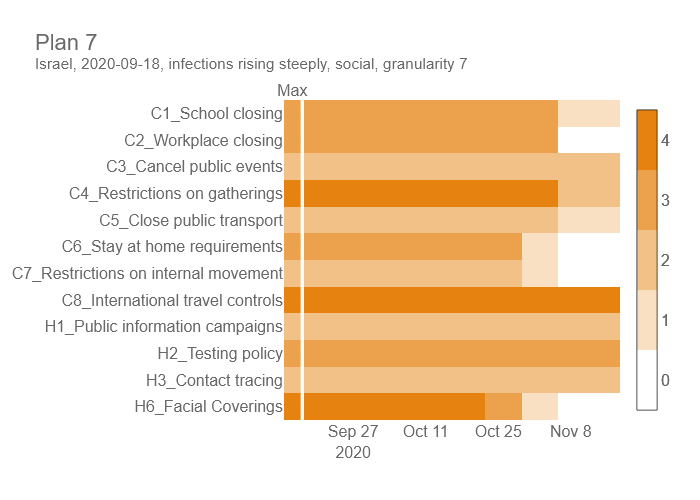 Plan 7
Israel, 2020-09-18, infections rising steeply, social, granularity 7
Max
C1_School closing
C2_Workplace closing
C3_Cancel public events
C4_Restrictions on gatherings
C5_Close public transport
C6_Stay at home requirements
C7_Restrictions on internal movement
C8_International travel controls
H1_Public information campaigns
H2_Testing policy
H3_Contact tracing
H6_Facial Coverings
4
3
2
1
0
Sep 27 Oct 11 Oct 25 Nov 8
2020